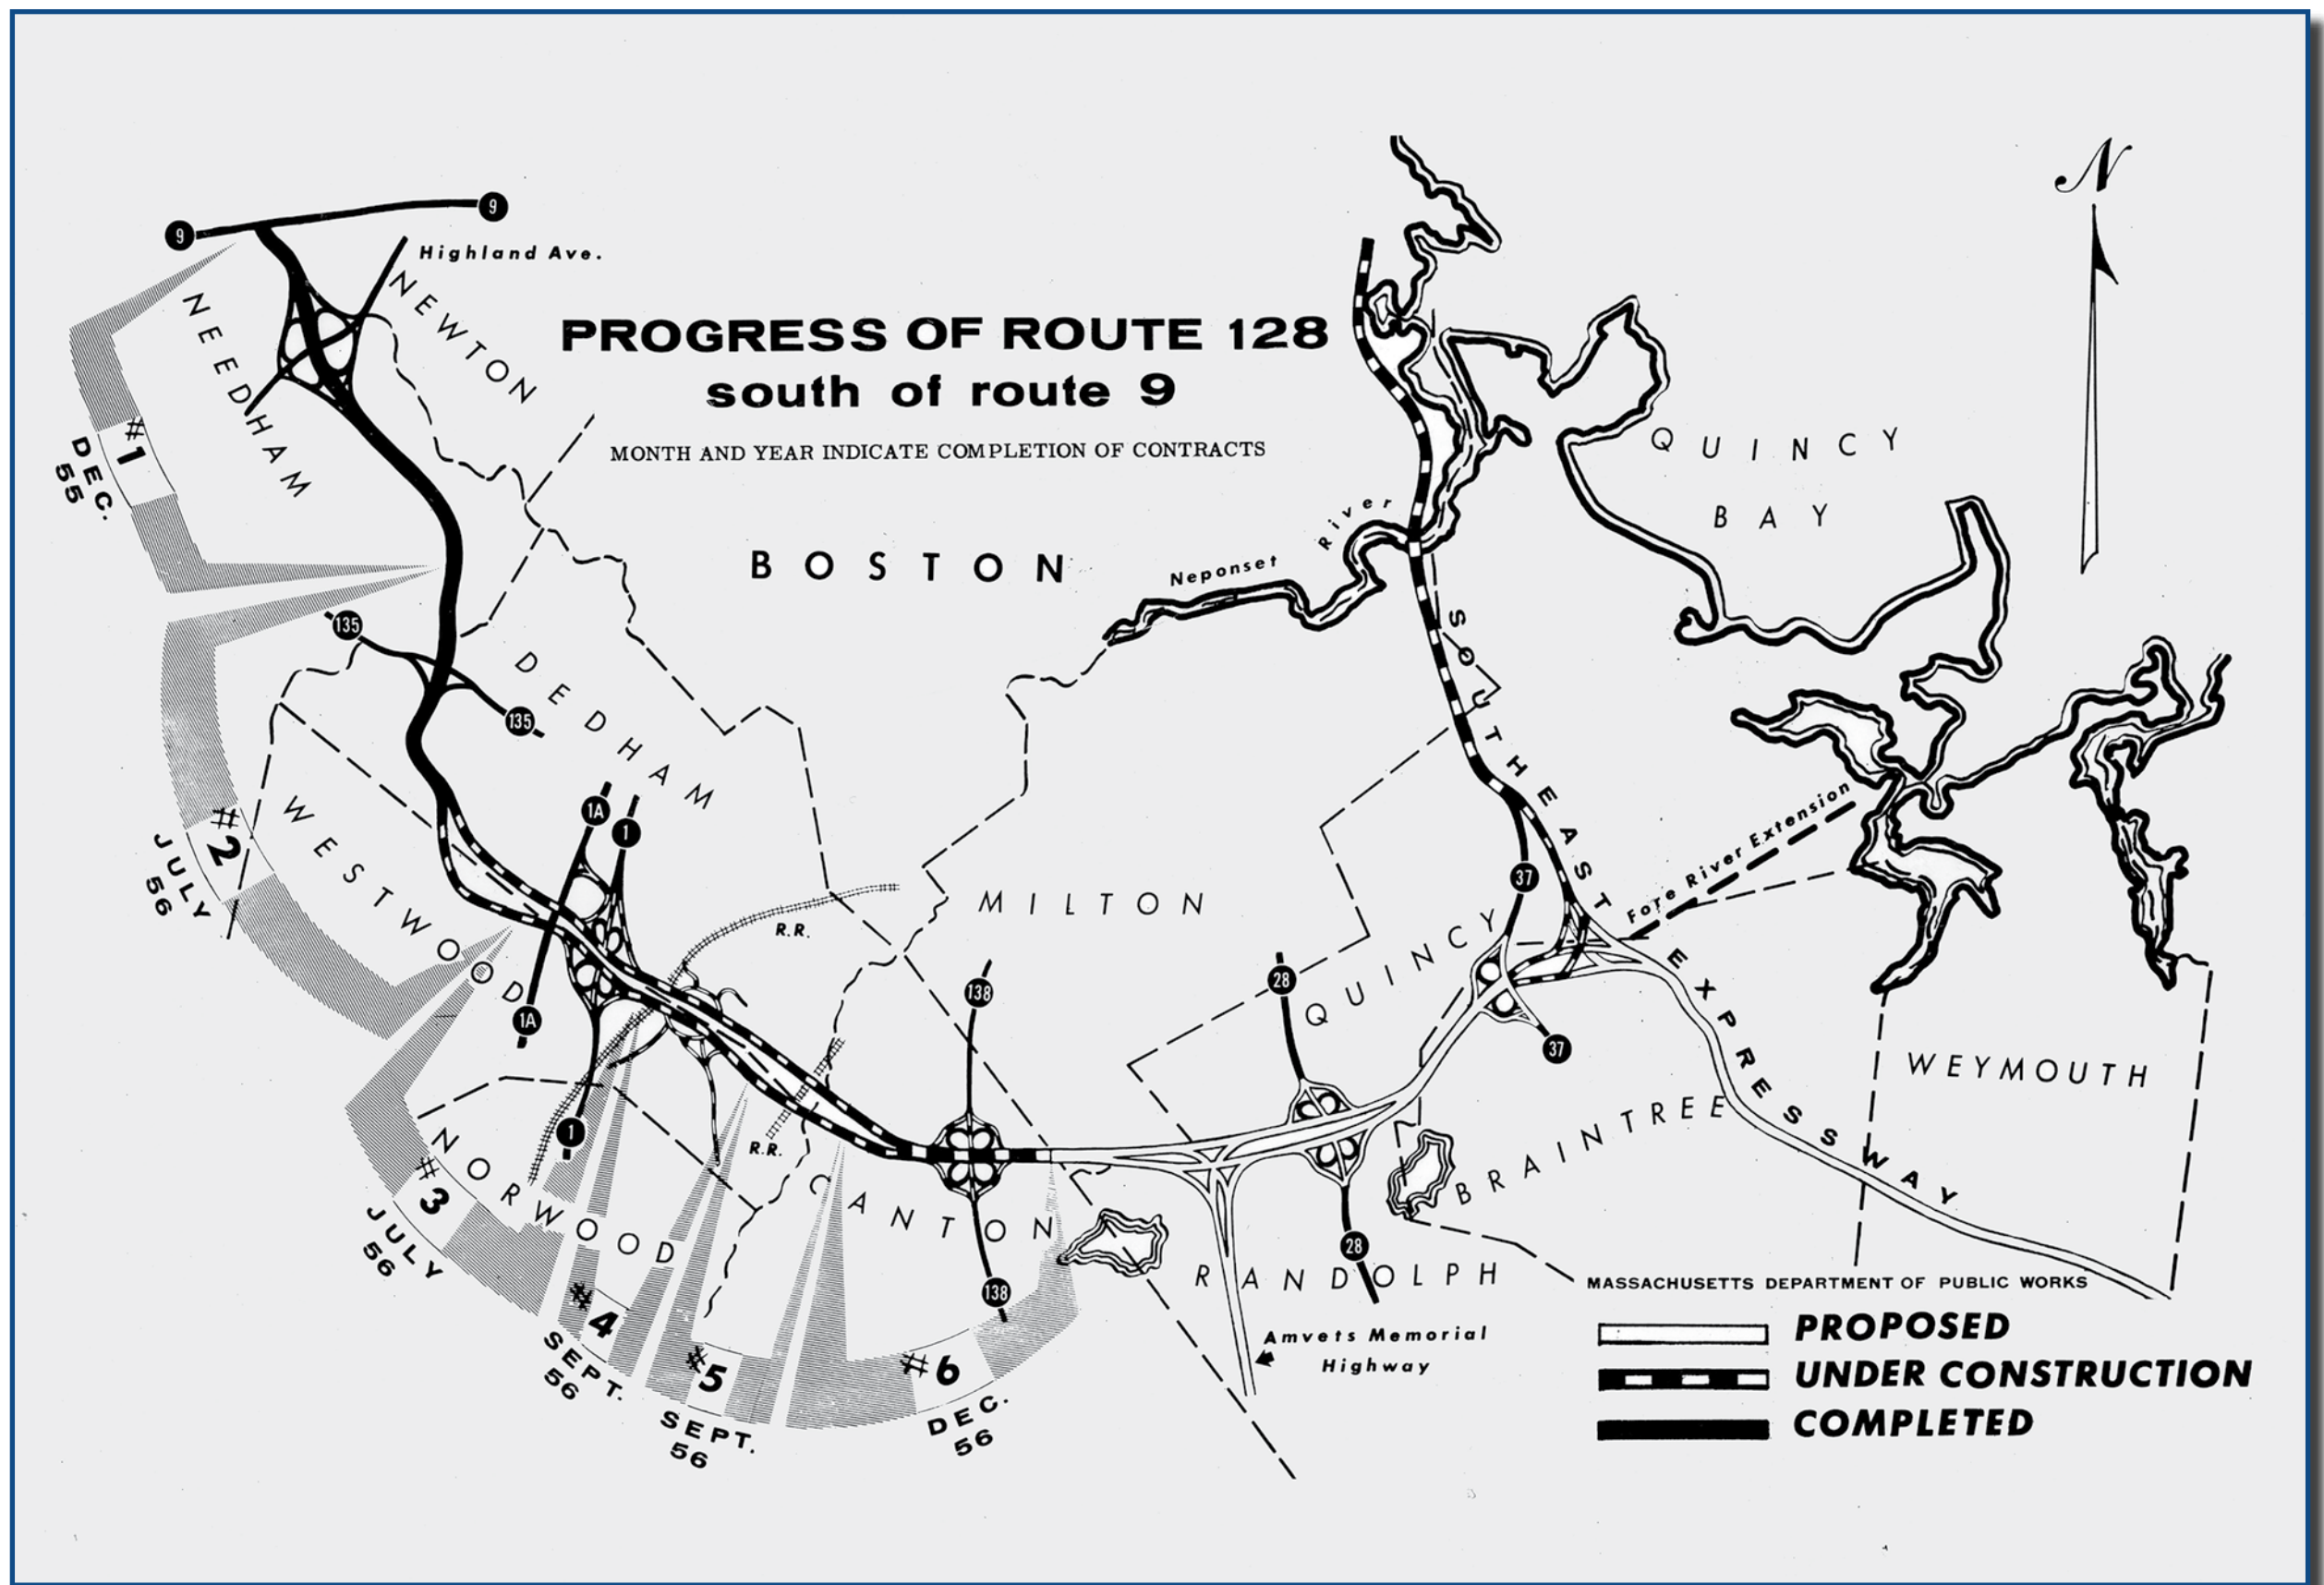 N
9
9
Highland Ave.
NEWTON
NEEDHAM
PROGRESS OF ROUTE 128
south of route 9
MONTH AND YEAR INDICATE COMPLETION OF CONTRACTS
QUINCY
BAY
#1
DEC.
55
BOSTON
Neponset River
135
135
DEDHAM
#2
JULY
56
WESTWOOD
1A
1
SOUTHEAST EXPRESSWAY
Fore River Extension
37
MILTON
R.R.
QUINCY
138
28
1A
37
WEYMOUTH
1
R.R.
NORWOOD
#3
JULY
56
CANTON
BRAINTREE
138
28
RANDOLPH
#4
SEPT.
56
#5
SEPT.
56
#6
DEC.
56
Amvets Memorial
Highway
MASSACHUSETTS DEPARTMENT OF PUBLIC WORKS
PROPOSED
UNDER CONSTRUCTION
COMPLETED